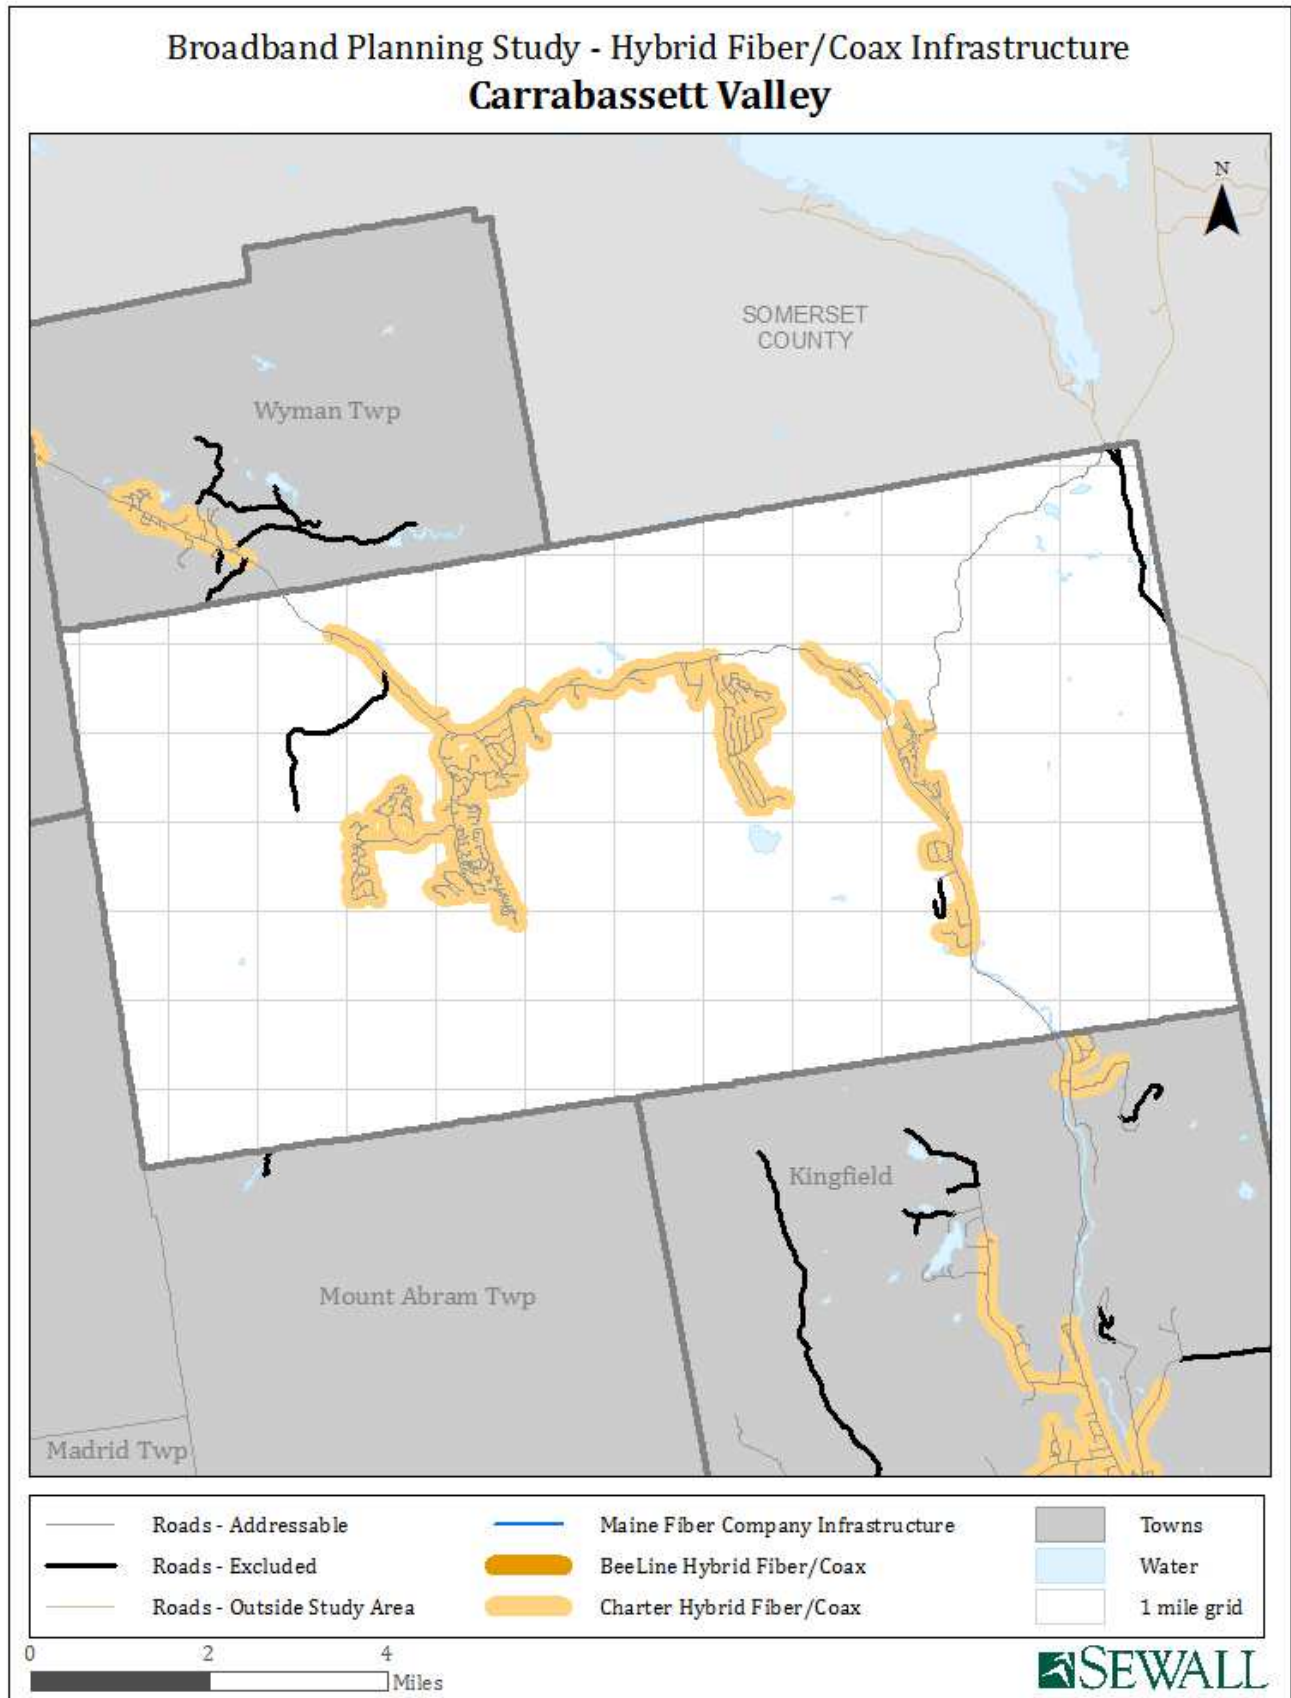 Broadband Planning Study - Hybrid Fiber/Coax Infrastructure
Carrabassett Valley
N
SOMERSET
COUNTY
Wyman Twp
Kingfield
Mount Abram Twp
Madrid Twp
Roads - Addressable
Roads - Excluded
Roads - Outside Study Area
Maine Fiber Company Infrastructure
BeeLine Hybrid Fiber/Coax
Charter Hybrid Fiber/Coax
Towns
Water
1 mile grid
0 2 4
Miles
SEWALL